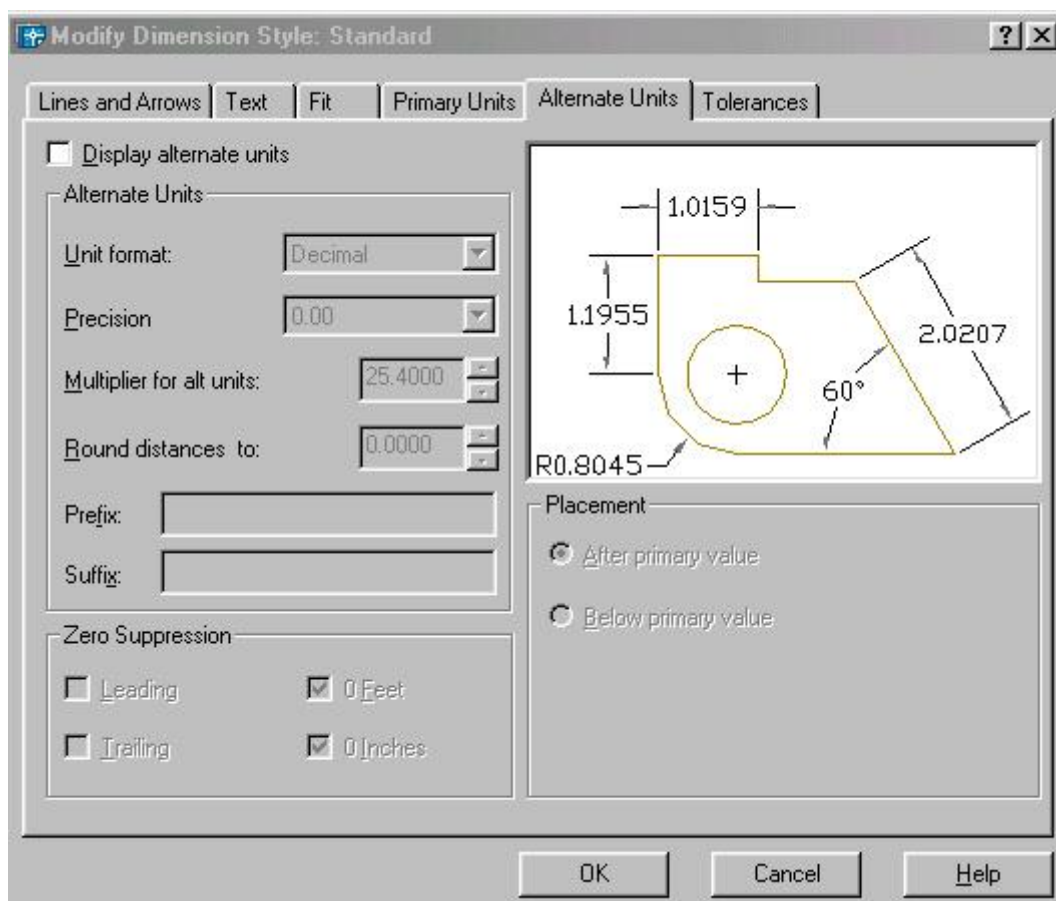 Modify Dimension Style: Standard
Lines and Arrows Text Fit Primary Units Alternate Units Tolerances
Display alternate units
Alternate Units
Unit format: Decimal
Precision 0.00
Multiplier for alt units: 25.4000
Round distances to: 0.0000
Prefix:
Suffix:
Zero Suppression
Leading 0 Feet
Trailing 0 Inches
1.0159
1.1955
2.0207
60°
R0.8045
Placement
After primary value
Below primary value
OK Cancel Help